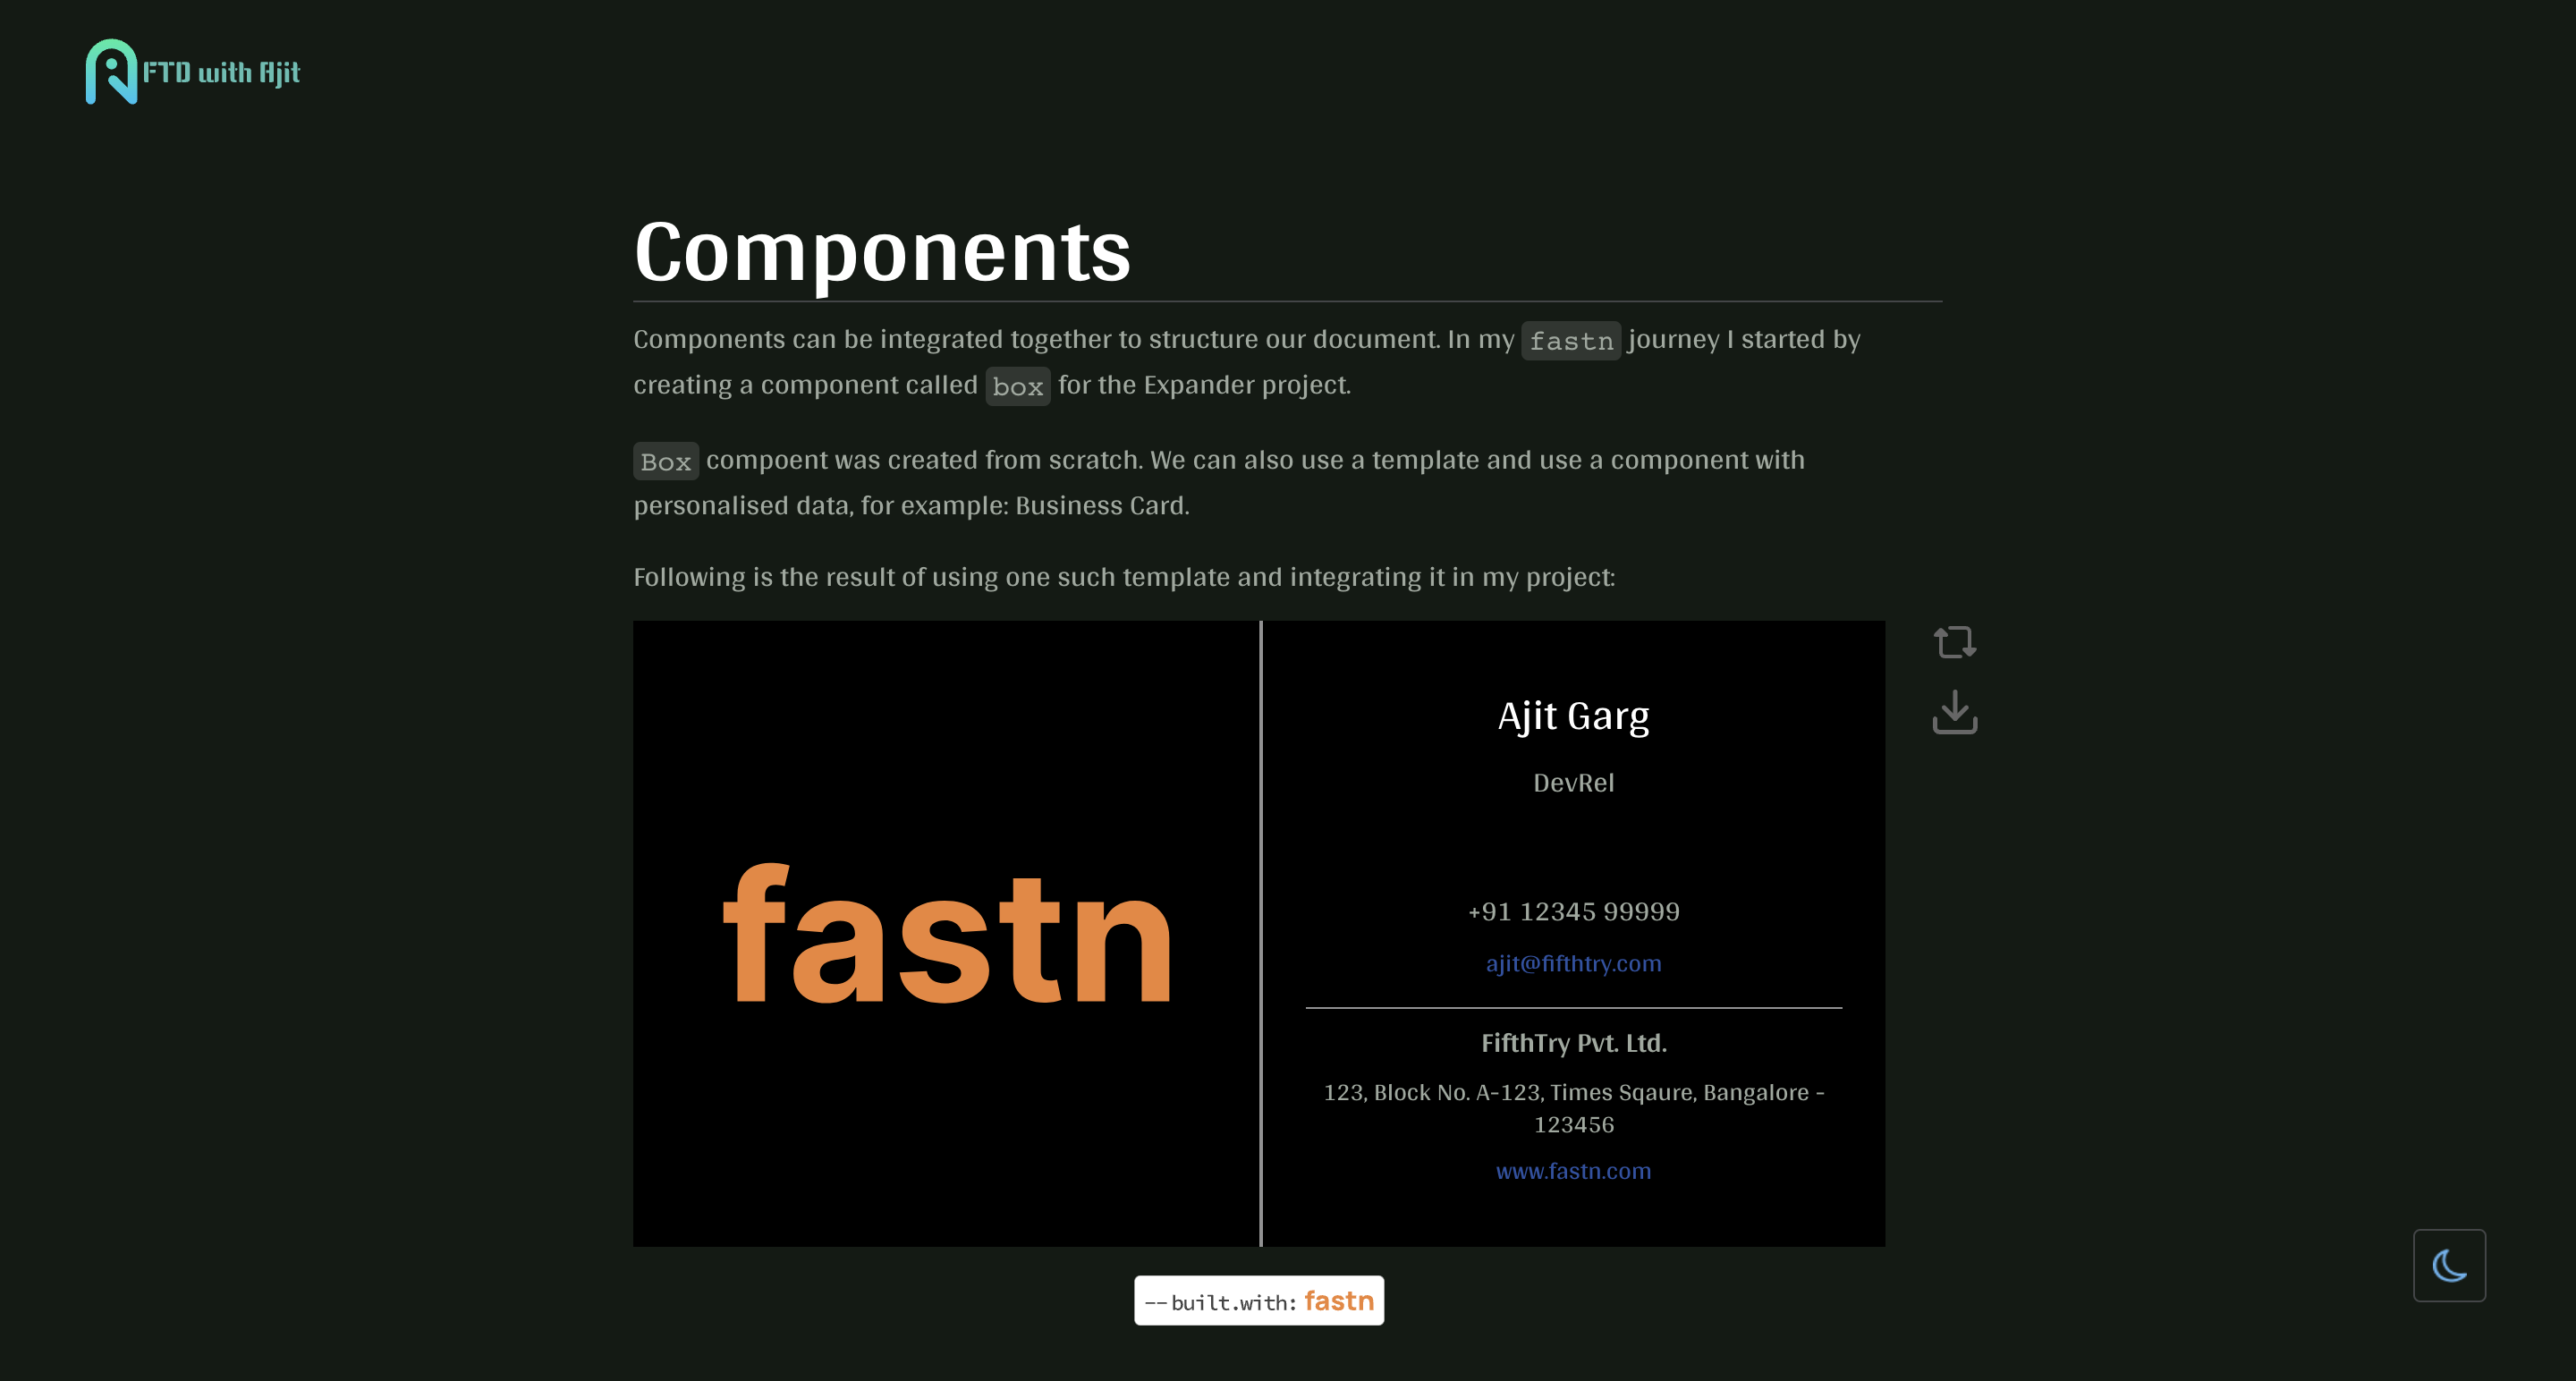 FTD with Ajit
Components
Components can be integrated together to structure our document. In my fastn journey I started by
creating a component called box for the Expander project.
Box compoent was created from scratch. We can also use a template and use a component with
personalised data, for example: Business Card.
Following is the result of using one such template and integrating it in my project:
fastn
Ajit Garg
DevRel
+91 12345 99999
ajit@fifthtry.com
FifthTry Pvt. Ltd.
123, Block No. A-123, Times Sqaure, Bangalore -
123456
www.fastn.com
-- built.with: fastn